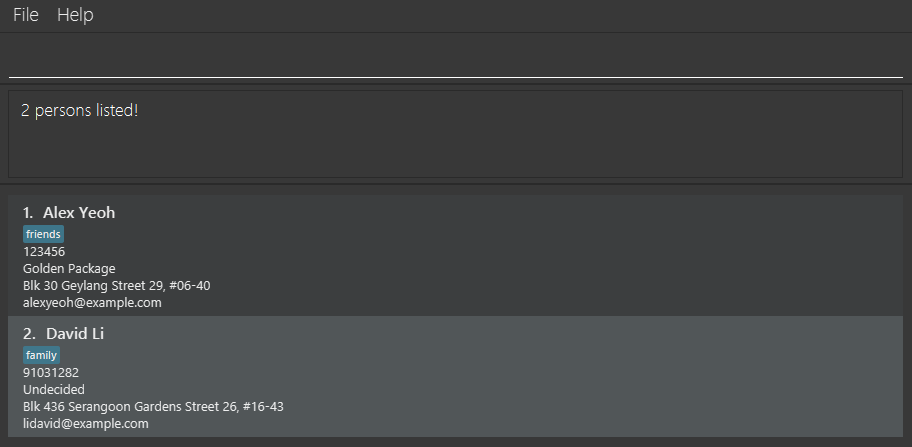 File Help
2 persons listed!
1. Alex Yeoh
friends
123456
Golden Package
Blk 30 Geylang Street 29, #06-40
alexyeoh@example.com
2. David Li
family
91031282
Undecided
Blk 436 Serangoon Gardens Street 26, #16-43
lidavid@example.com